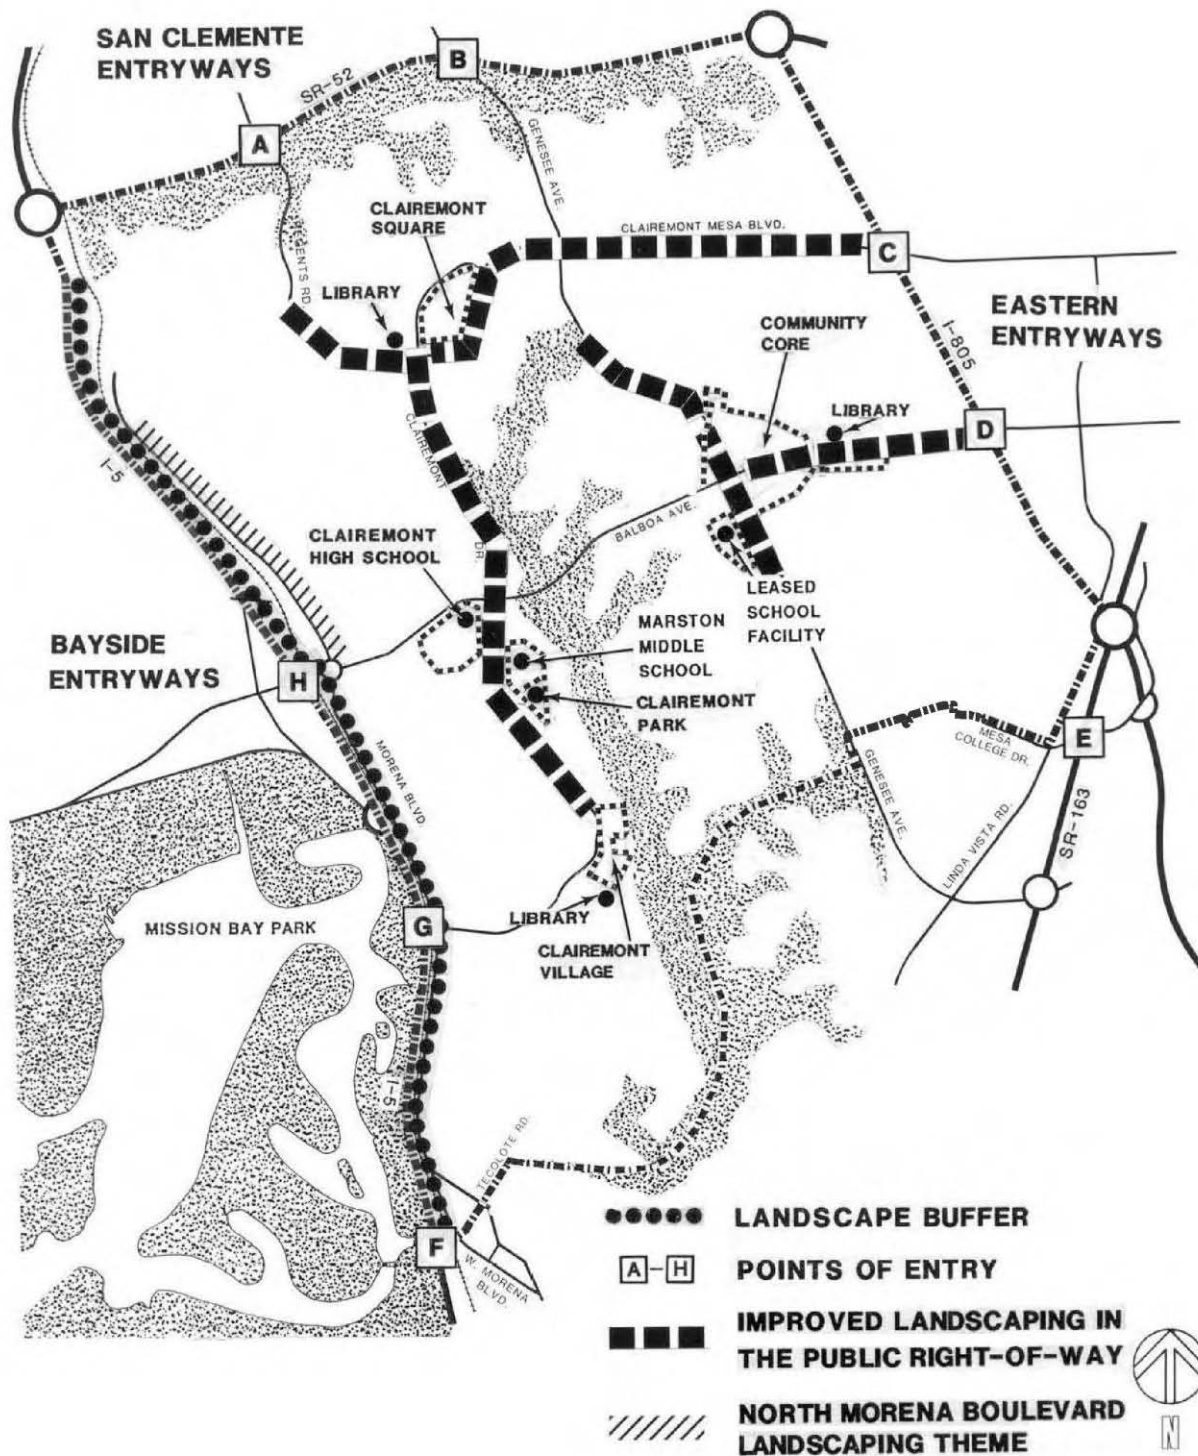 SAN CLEMENTE
ENTRYWAYS
A
B
SR-52
GENESEE AVE.
REGENTS RD.
CLAIREMONT
SQUARE
CLAIREMONT MESA BLVD.
C
LIBRARY
COMMUNITY
CORE
I-805
EASTERN
ENTRYWAYS
LIBRARY
D
I-5
CLAIREMONT
DR.
CLAIREMONT
HIGH SCHOOL
BALBOA AVE.
LEASED
SCHOOL
FACILITY
MARSTON
MIDDLE
SCHOOL
CLAIREMONT
PARK
BAYSIDE
ENTRYWAYS
H
MORENA BLVD.
GENESEE AVE.
MESA
COLLEGE DR.
E
LINDA VISTA RD.
SR-163
MISSION BAY PARK
G
LIBRARY
CLAIREMONT
VILLAGE
I-5
TECOLOTE RD.
F
W. MORENA
BLVD.
LANDSCAPE BUFFER
A-H
POINTS OF ENTRY
IMPROVED LANDSCAPING IN
THE PUBLIC RIGHT-OF-WAY
NORTH MORENA BOULEVARD
LANDSCAPING THEME
N